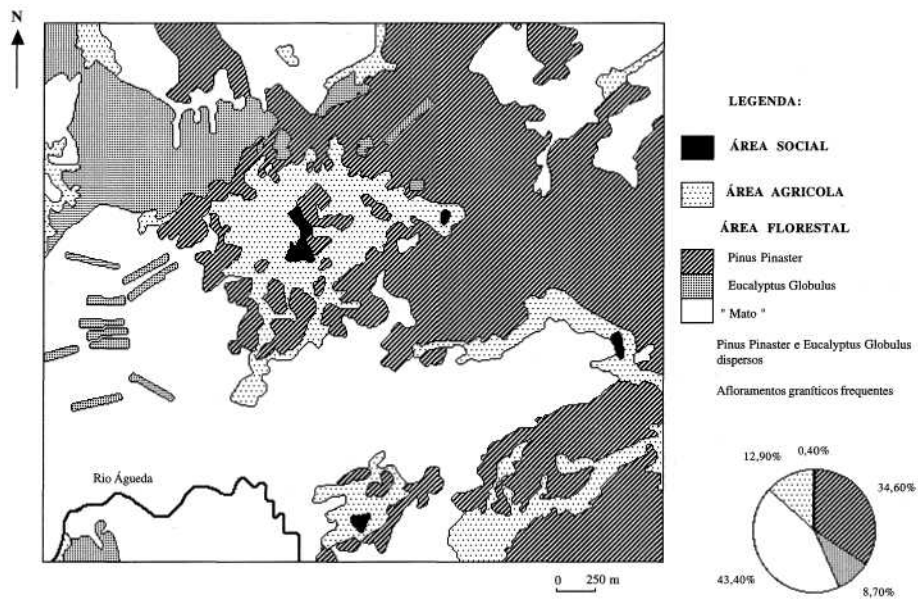 N
LEGENDA:
ÁREA SOCIAL
ÁREA AGRICOLA
ÁREA FLORESTAL
Pinus Pinaster
Eucalyptus Globulus
" Mato "
Pinus Pinaster e Eucalyptus Globulus
dispersos
Afloramentos graníticos frequentes
Rio Águeda
12,90%
0,40%
34,60%
43,40%
8,70%
0 250 m